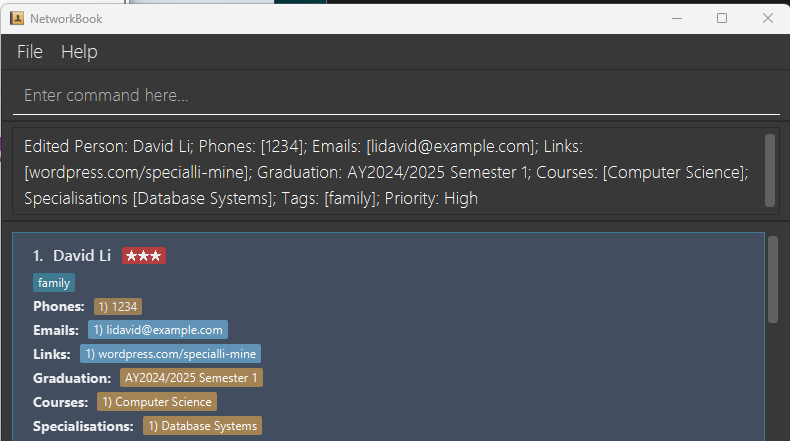 NetworkBook
File Help
Enter command here...
Edited Person: David Li; Phones: [1234]; Emails: [lidavid@example.com]; Links:
[wordpress.com/specialli-mine]; Graduation: AY2024/2025 Semester 1; Courses: [Computer Science];
Specialisations [Database Systems]; Tags: [family]; Priority: High
1. David Li ★★★
family
Phones: 1) 1234
Emails: 1) lidavid@example.com
Links: 1) wordpress.com/specialli-mine
Graduation: AY2024/2025 Semester 1
Courses: 1) Computer Science
Specialisations: 1) Database Systems